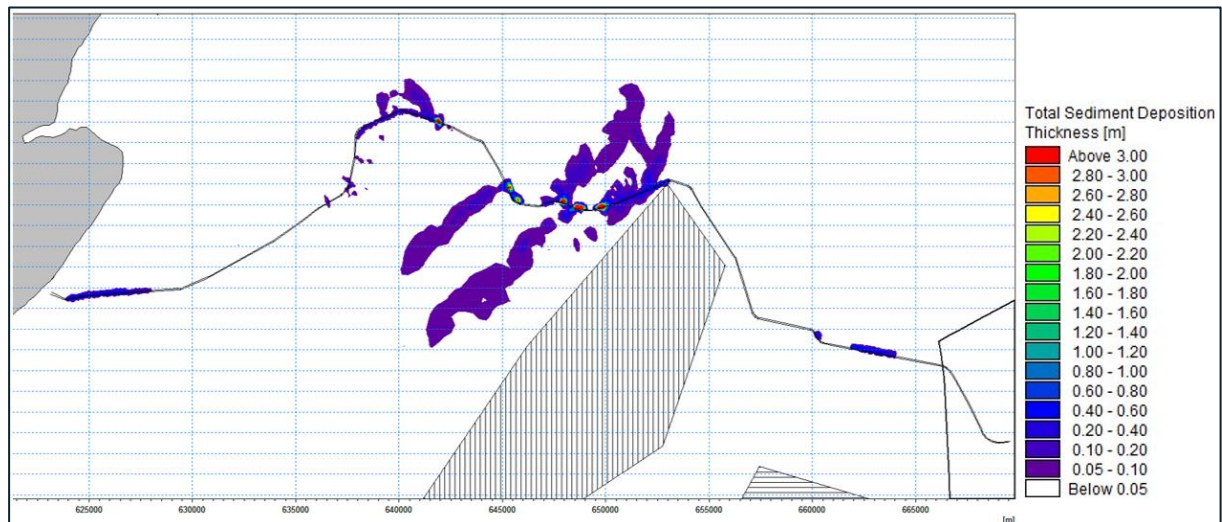 Total Sediment Deposition
Thickness [m]
Above 3.00
2.80 - 3.00
2.60 - 2.80
2.40 - 2.60
2.20 - 2.40
2.00 - 2.20
1.80 - 2.00
1.60 - 1.80
1.40 - 1.60
1.20 - 1.40
1.00 - 1.20
0.80 - 1.00
0.60 - 0.80
0.40 - 0.60
0.20 - 0.40
0.10 - 0.20
0.05 - 0.10
Below 0.05
625000 630000 635000 640000 645000 650000 655000 660000 665000
[m]